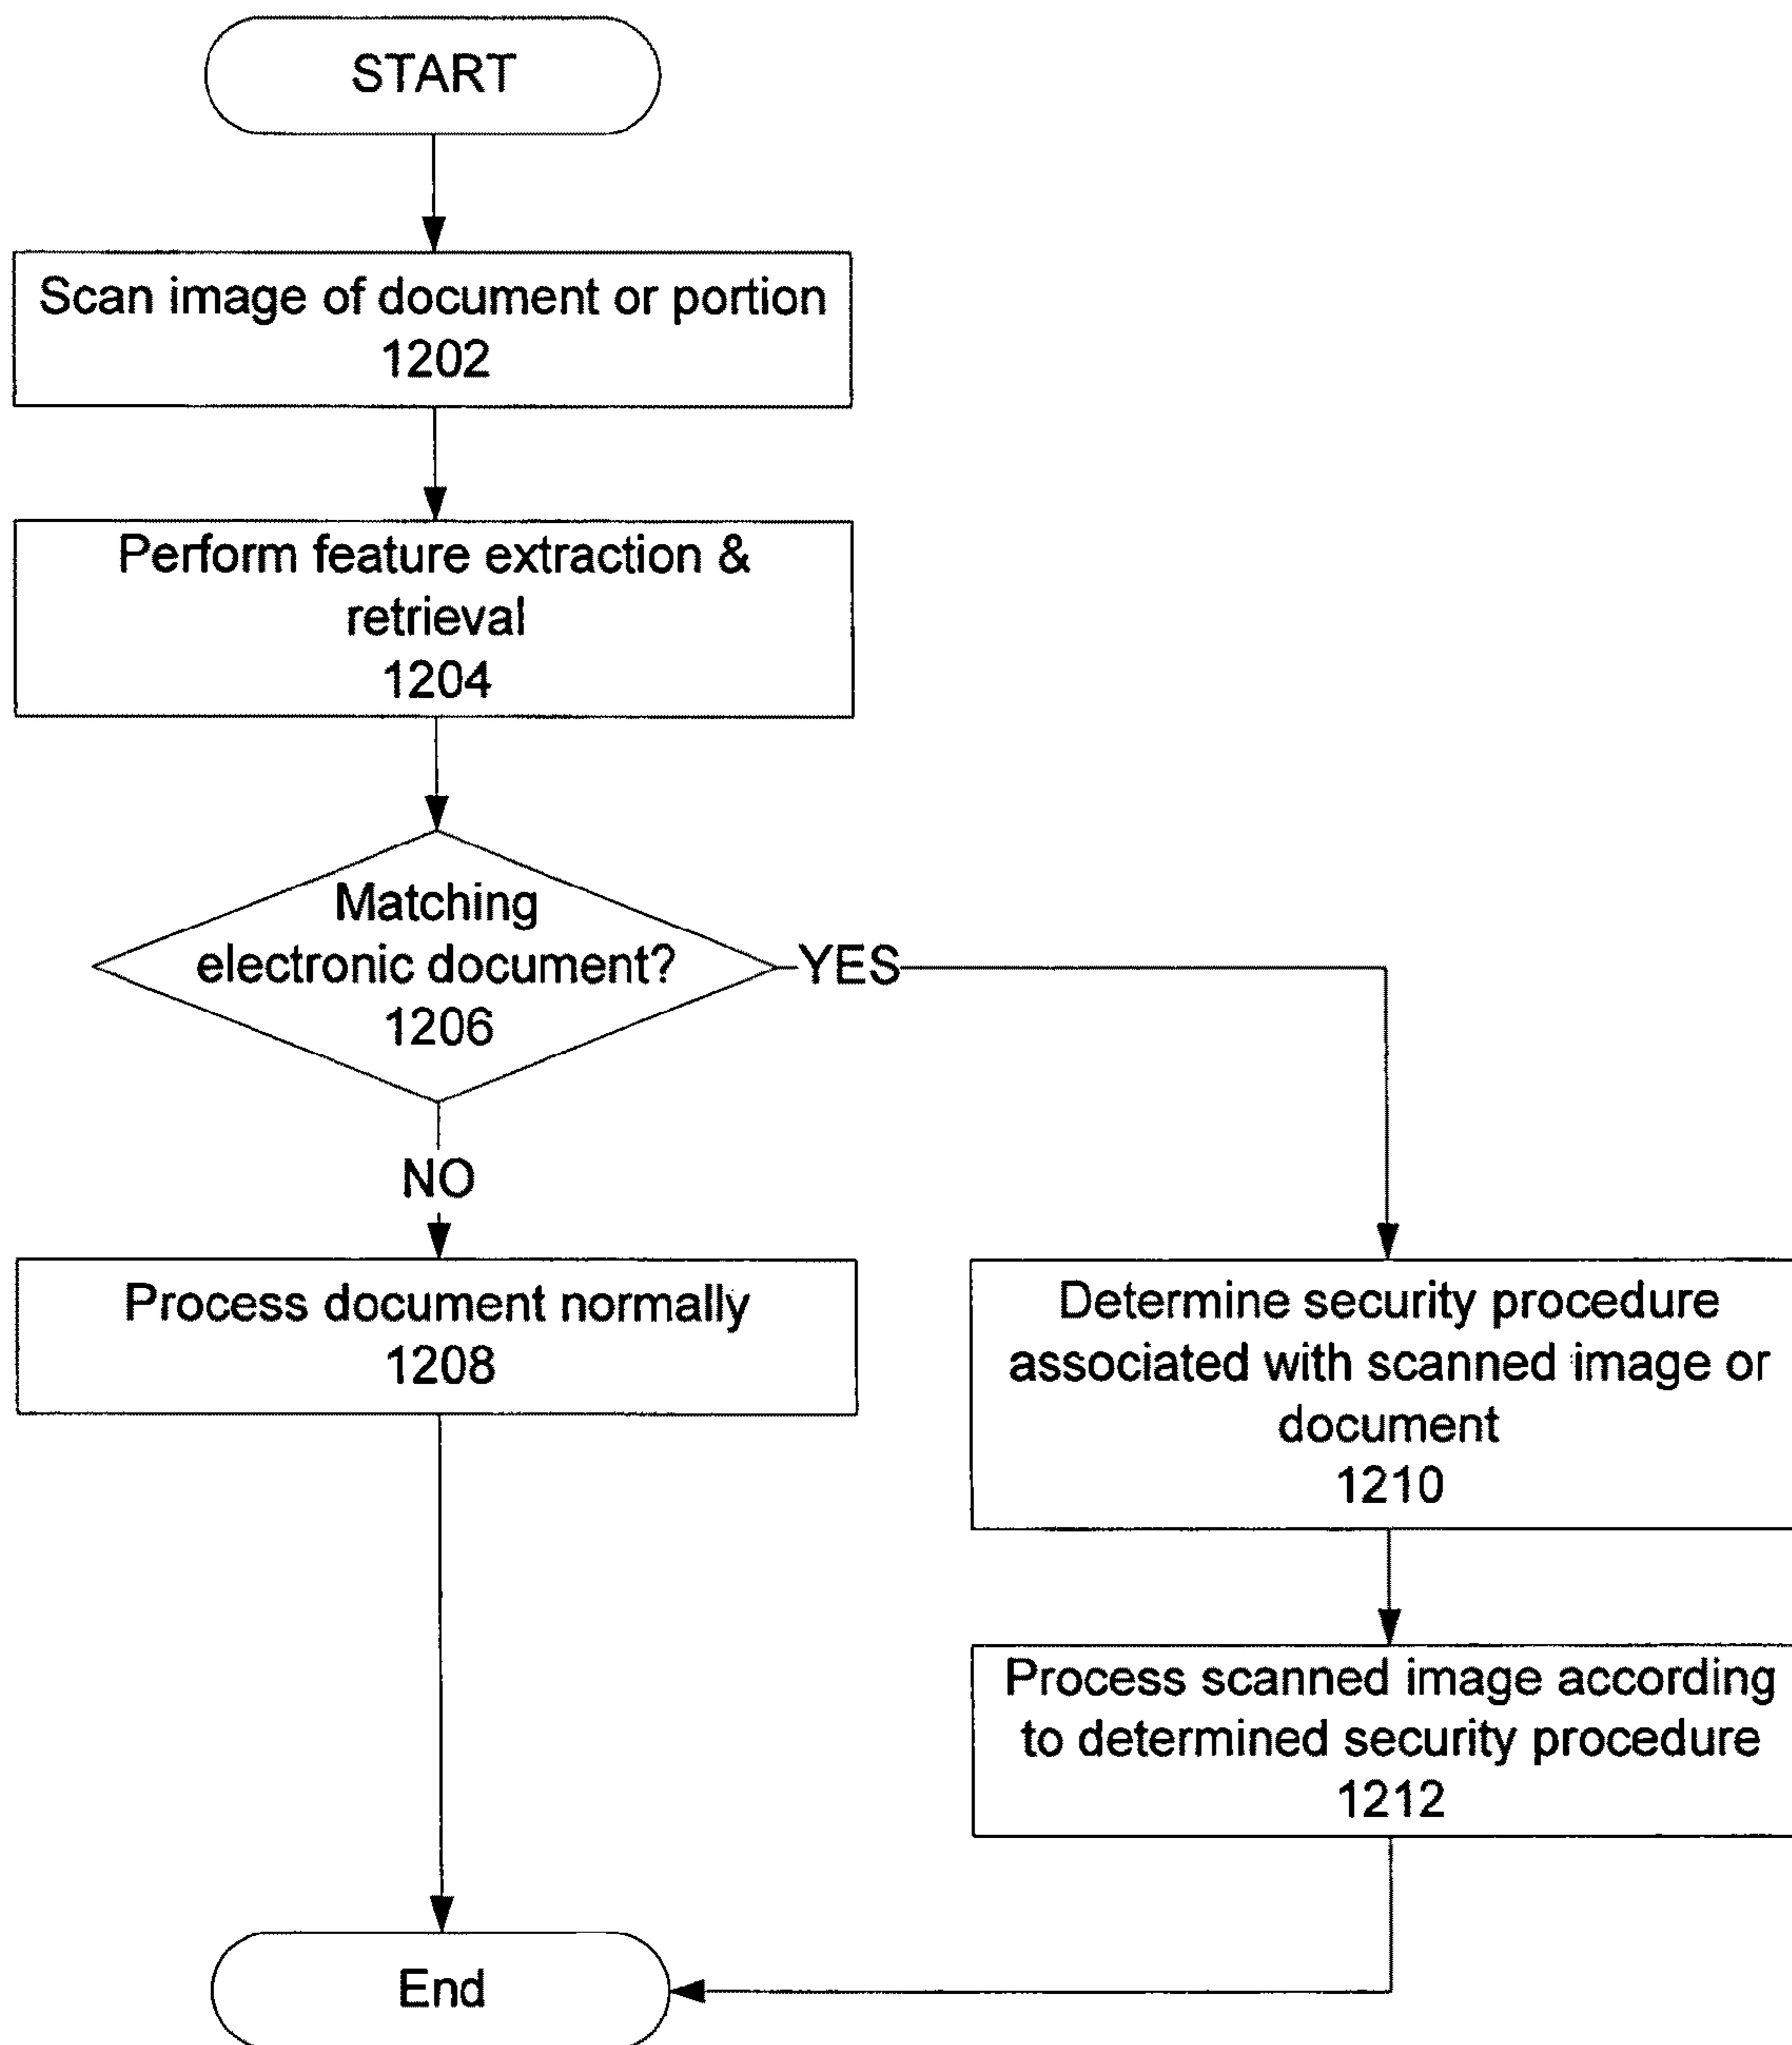 START
Scan image of document or portion
1202
Perform feature extraction &
retrieval
1204
Matching
electronic document?
1206
YES
NO
Process document normally
1208
Determine security procedure
associated with scanned image or
document
1210
Process scanned image according
to determined security procedure
1212
End